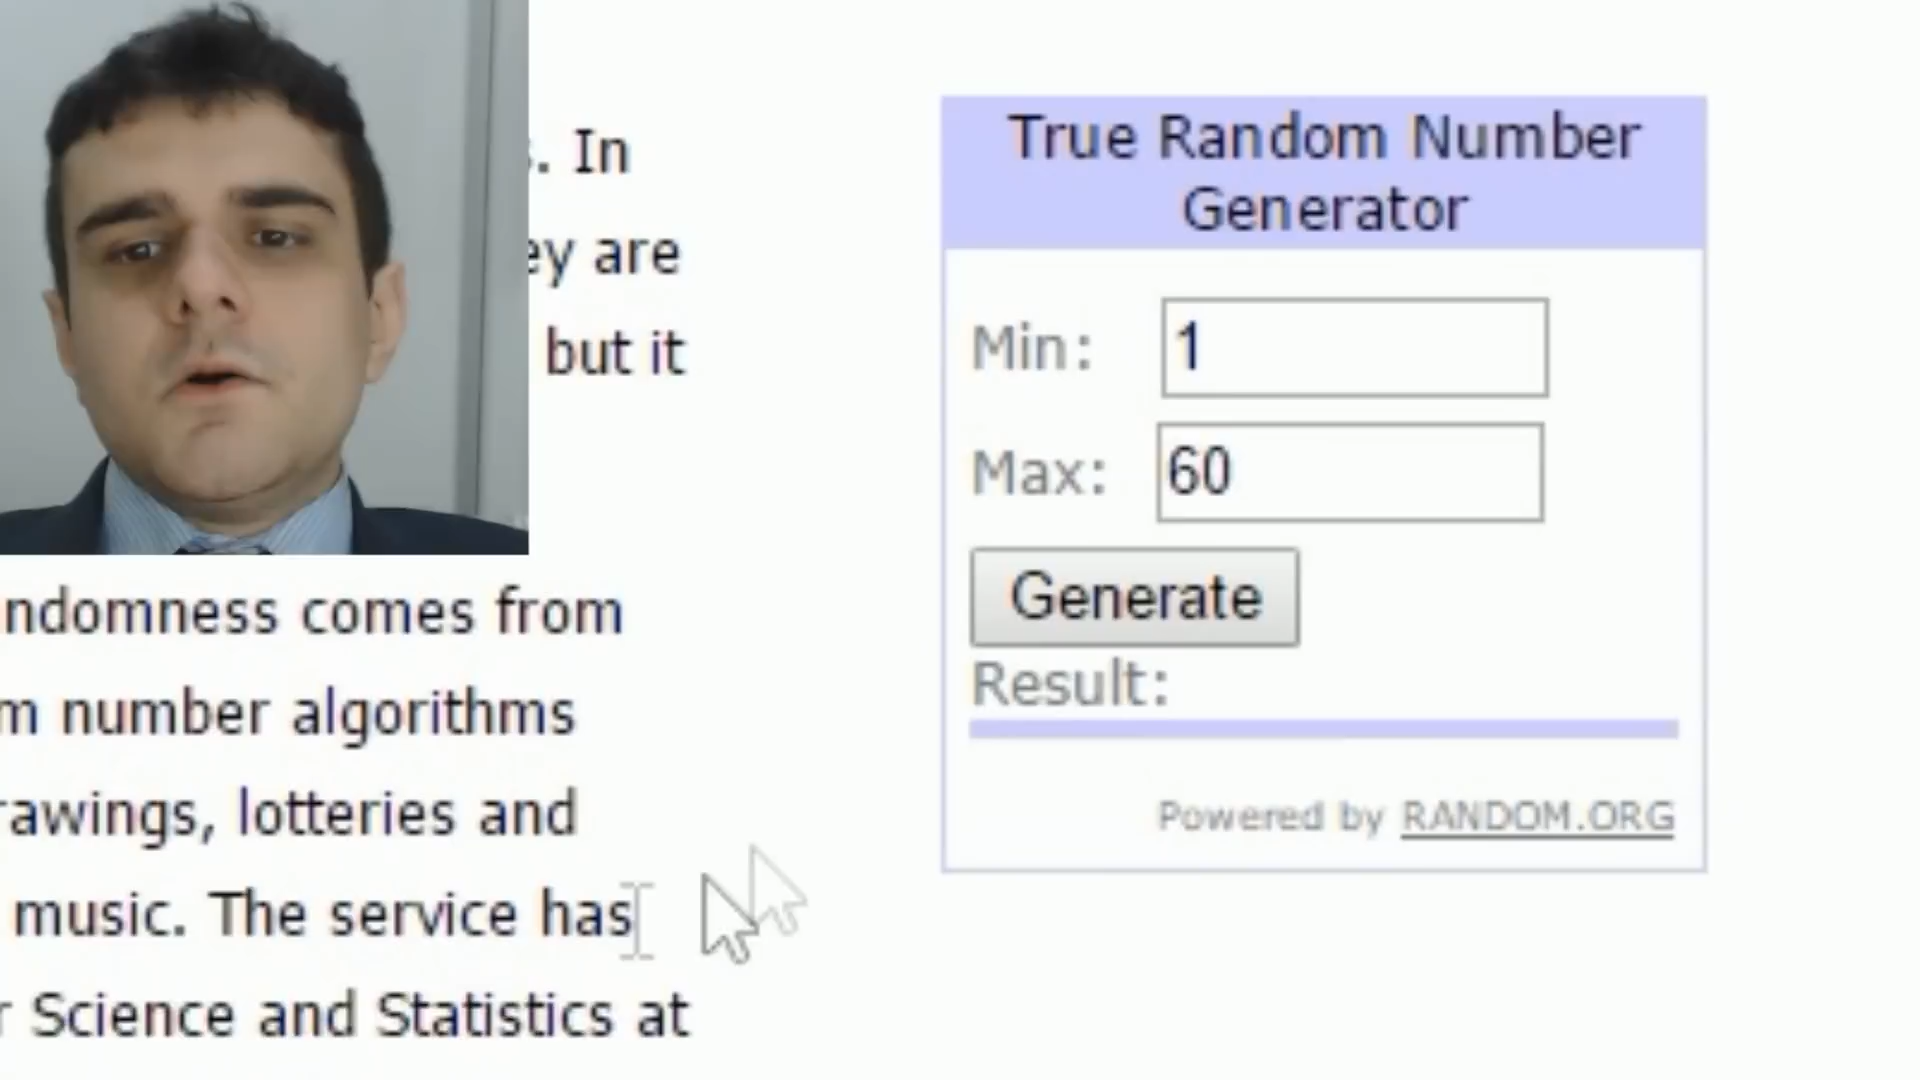 . In
ey are
but it
ndomness comes from
m number algorithms
rawings, lotteries and
music. The service has
r Science and Statistics at
True Random Number
Generator
Min: 1
Max: 60
Generate
Result:
Powered by RANDOM.ORG